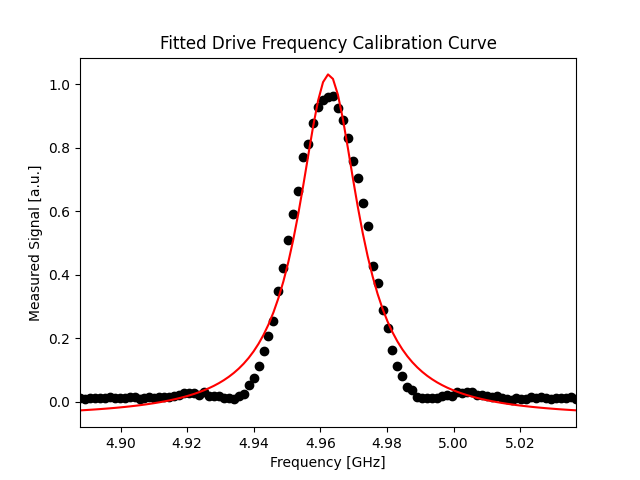 Fitted Drive Frequency Calibration Curve
Measured Signal [a.u.]
1.0
0.8
0.6
0.4
0.2
0.0
4.90 4.92 4.94 4.96 4.98 5.00 5.02
Frequency [GHz]